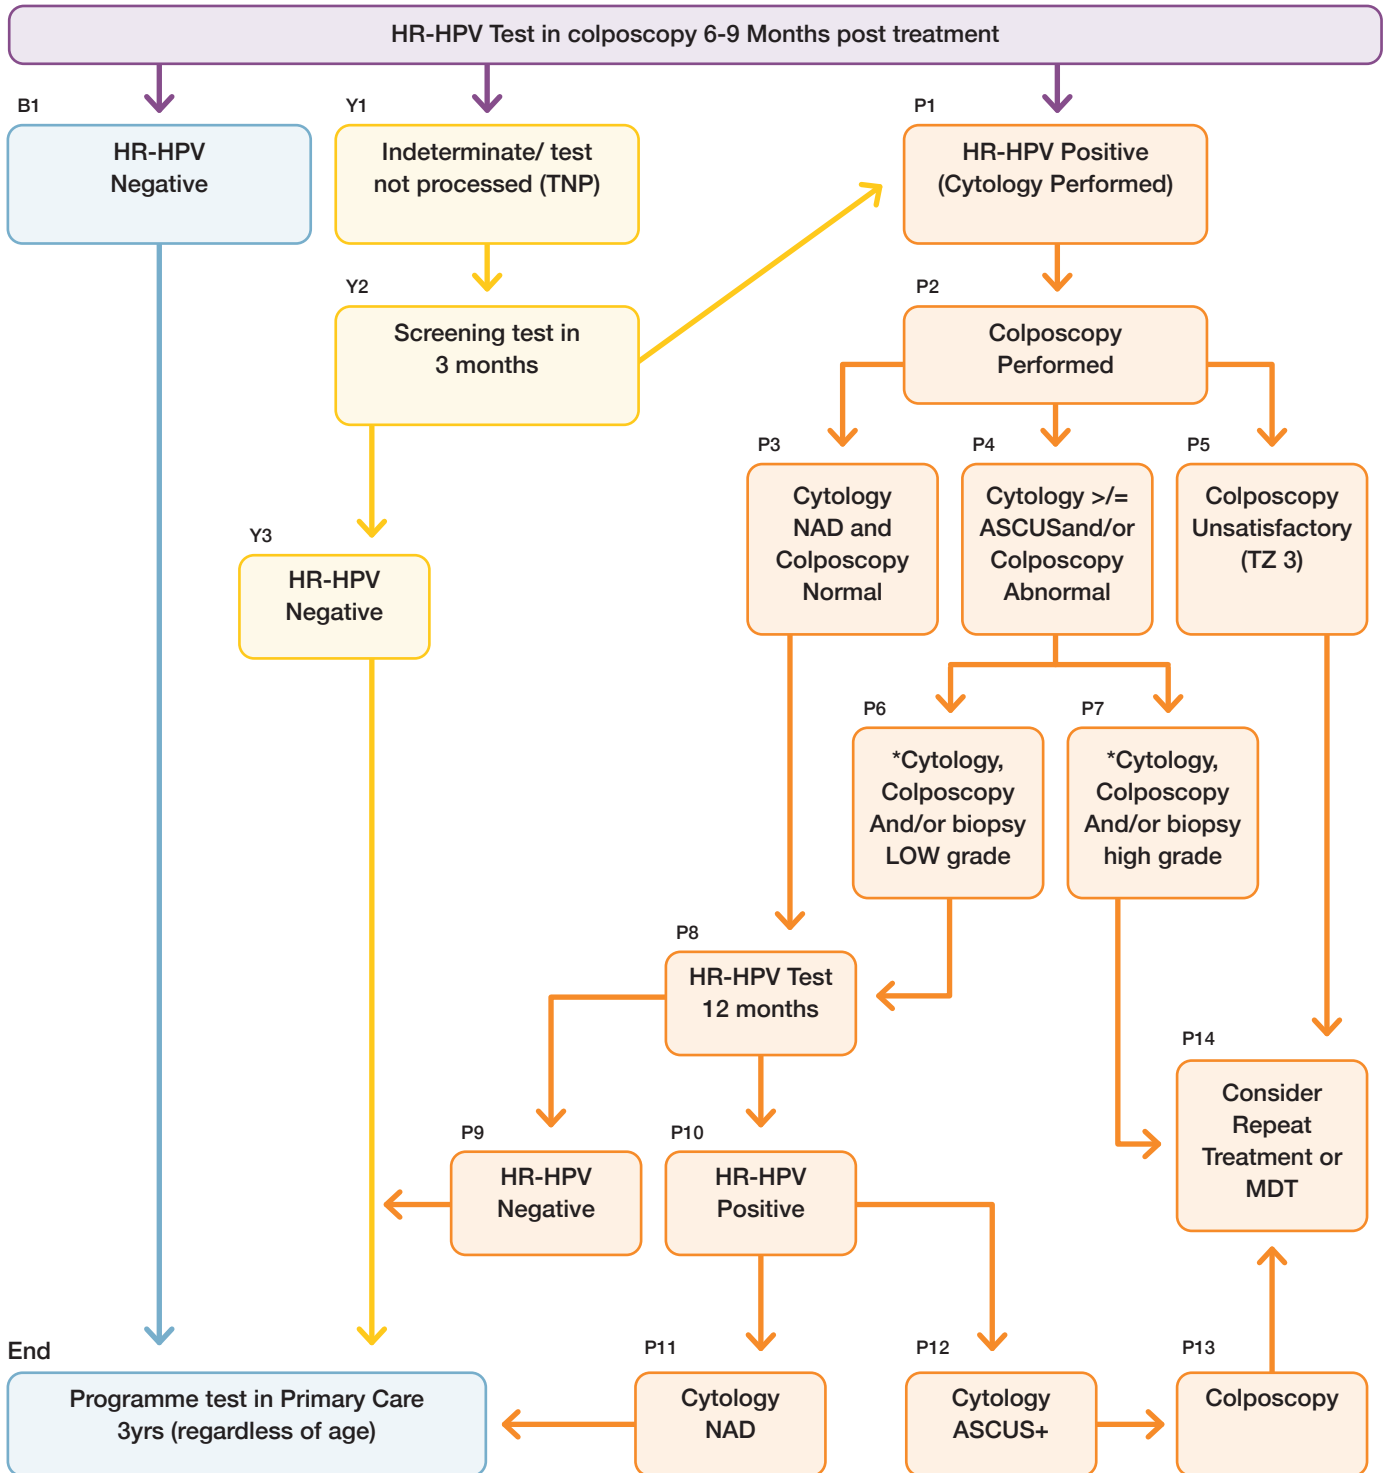 HR-HPV Test in colposcopy 6-9 Months post treatment
B1
HR-HPV
Negative
Y1
Indeterminate/ test
not processed (TNP)
P1
HR-HPV Positive
(Cytology Performed)
Y2
Screening test in
3 months
P2
Colposcopy
Performed
P3
Cytology
NAD and
Colposcopy
Normal
P4
Cytology >/=
ASCUSand/or
Colposcopy
Abnormal
P5
Colposcopy
Unsatisfactory
(TZ 3)
Y3
HR-HPV
Negative
P6
*Cytology,
Colposcopy
And/or biopsy
LOW grade
P7
*Cytology,
Colposcopy
And/or biopsy
high grade
P8
HR-HPV Test
12 months
P14
Consider
Repeat
Treatment or
MDT
P9
HR-HPV
Negative
P10
HR-HPV
Positive
End
Programme test in Primary Care
3yrs (regardless of age)
P11
Cytology
NAD
P12
Cytology
ASCUS+
P13
Colposcopy